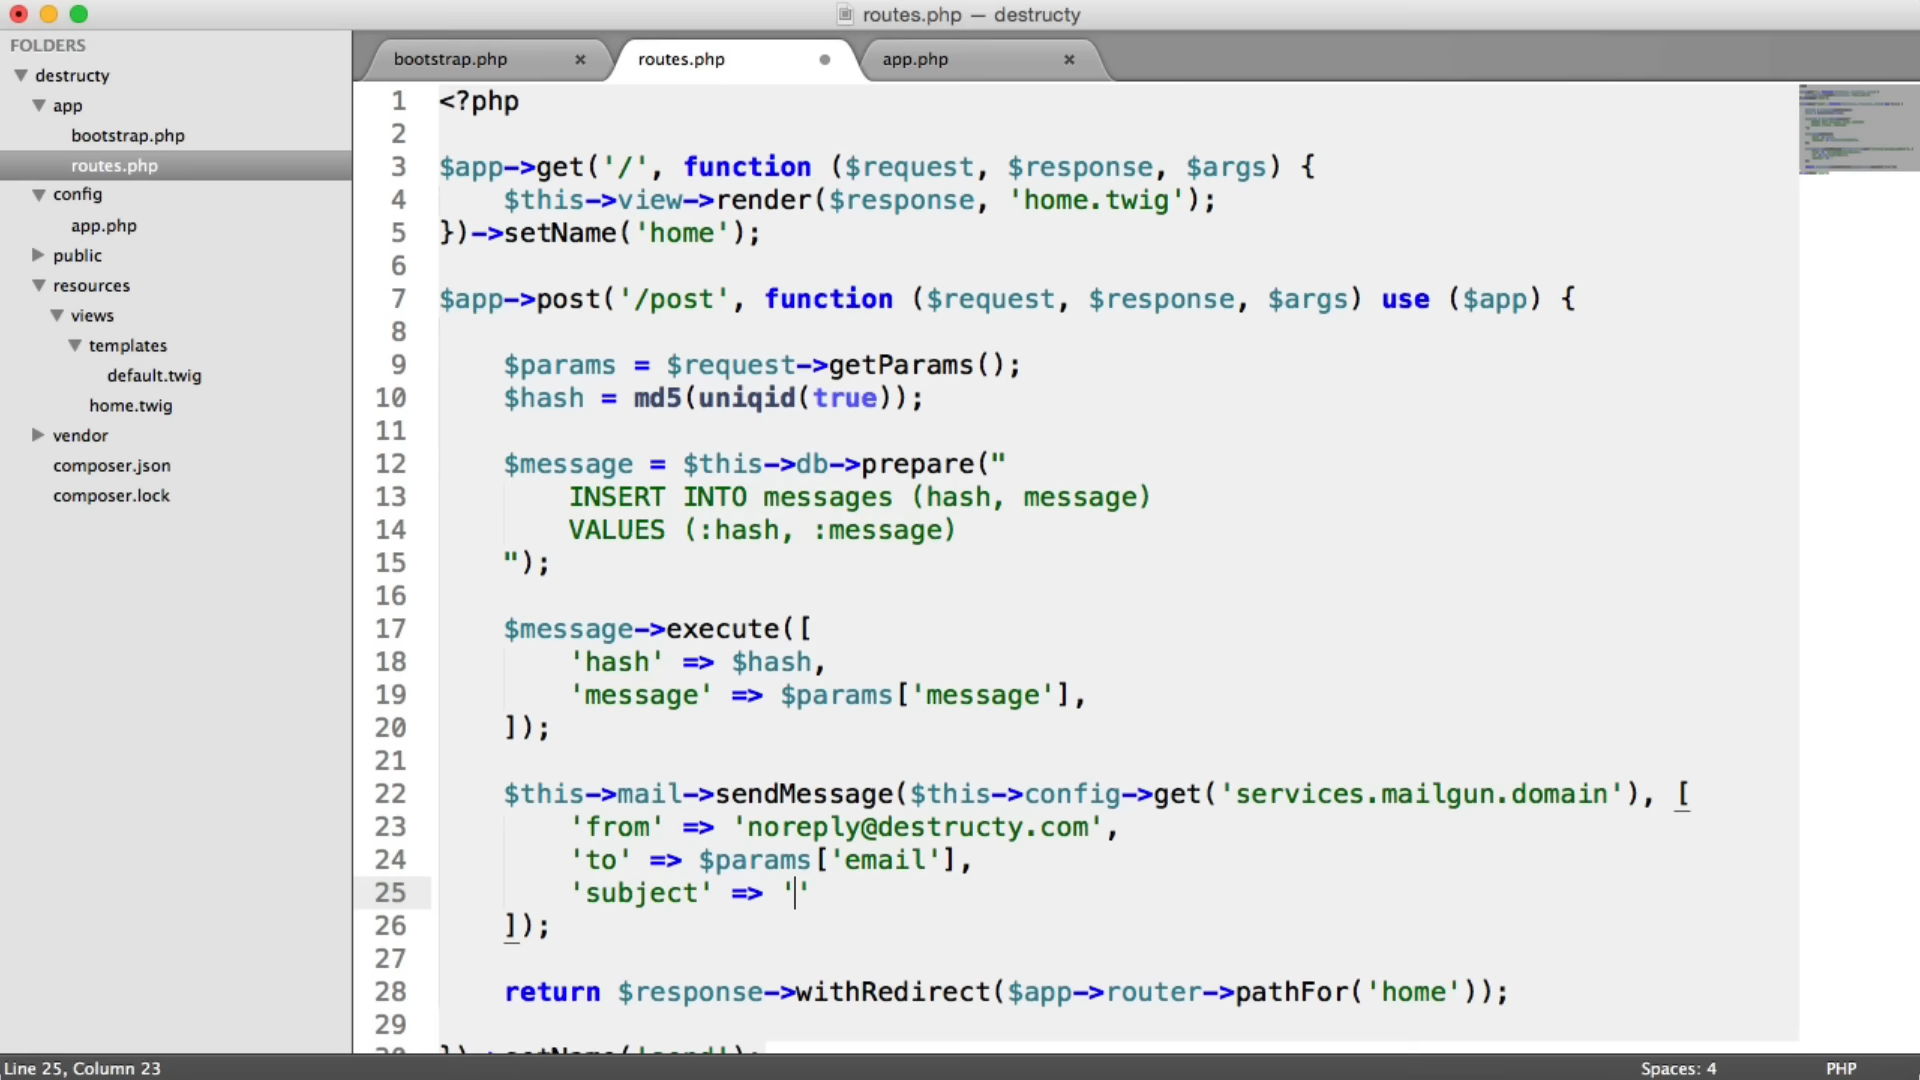 routes.php — destructy
FOLDERS
destructy
app
bootstrap.php
routes.php
config
app.php
public
resources
views
templates
default.twig
home.twig
vendor
composer.json
composer.lock
bootstrap.php × routes.php app.php ×
1 <?php
2
3 $app->get('/', function ($request, $response, $args) {
4 $this->view->render($response, 'home.twig');
5 })->setName('home');
6
7 $app->post('/post', function ($request, $response, $args) use ($app) {
8
9 $params = $request->getParams();
10 $hash = md5(uniqid(true));
11
12 $message = $this->db->prepare("
13 INSERT INTO messages (hash, message)
14 VALUES (:hash, :message)
15 ");
16
17 $message->execute([
18 'hash' => $hash,
19 'message' => $params['message'],
20 ]);
21
22 $this->mail->sendMessage($this->config->get('services.mailgun.domain'), [
23 'from' => 'noreply@destructy.com',
24 'to' => $params['email'],
25 'subject' => ''
26 ]);
27
28 return $response->withRedirect($app->router->pathFor('home'));
29
30 })->setName('send');
Line 25, Column 23 Spaces: 4 PHP